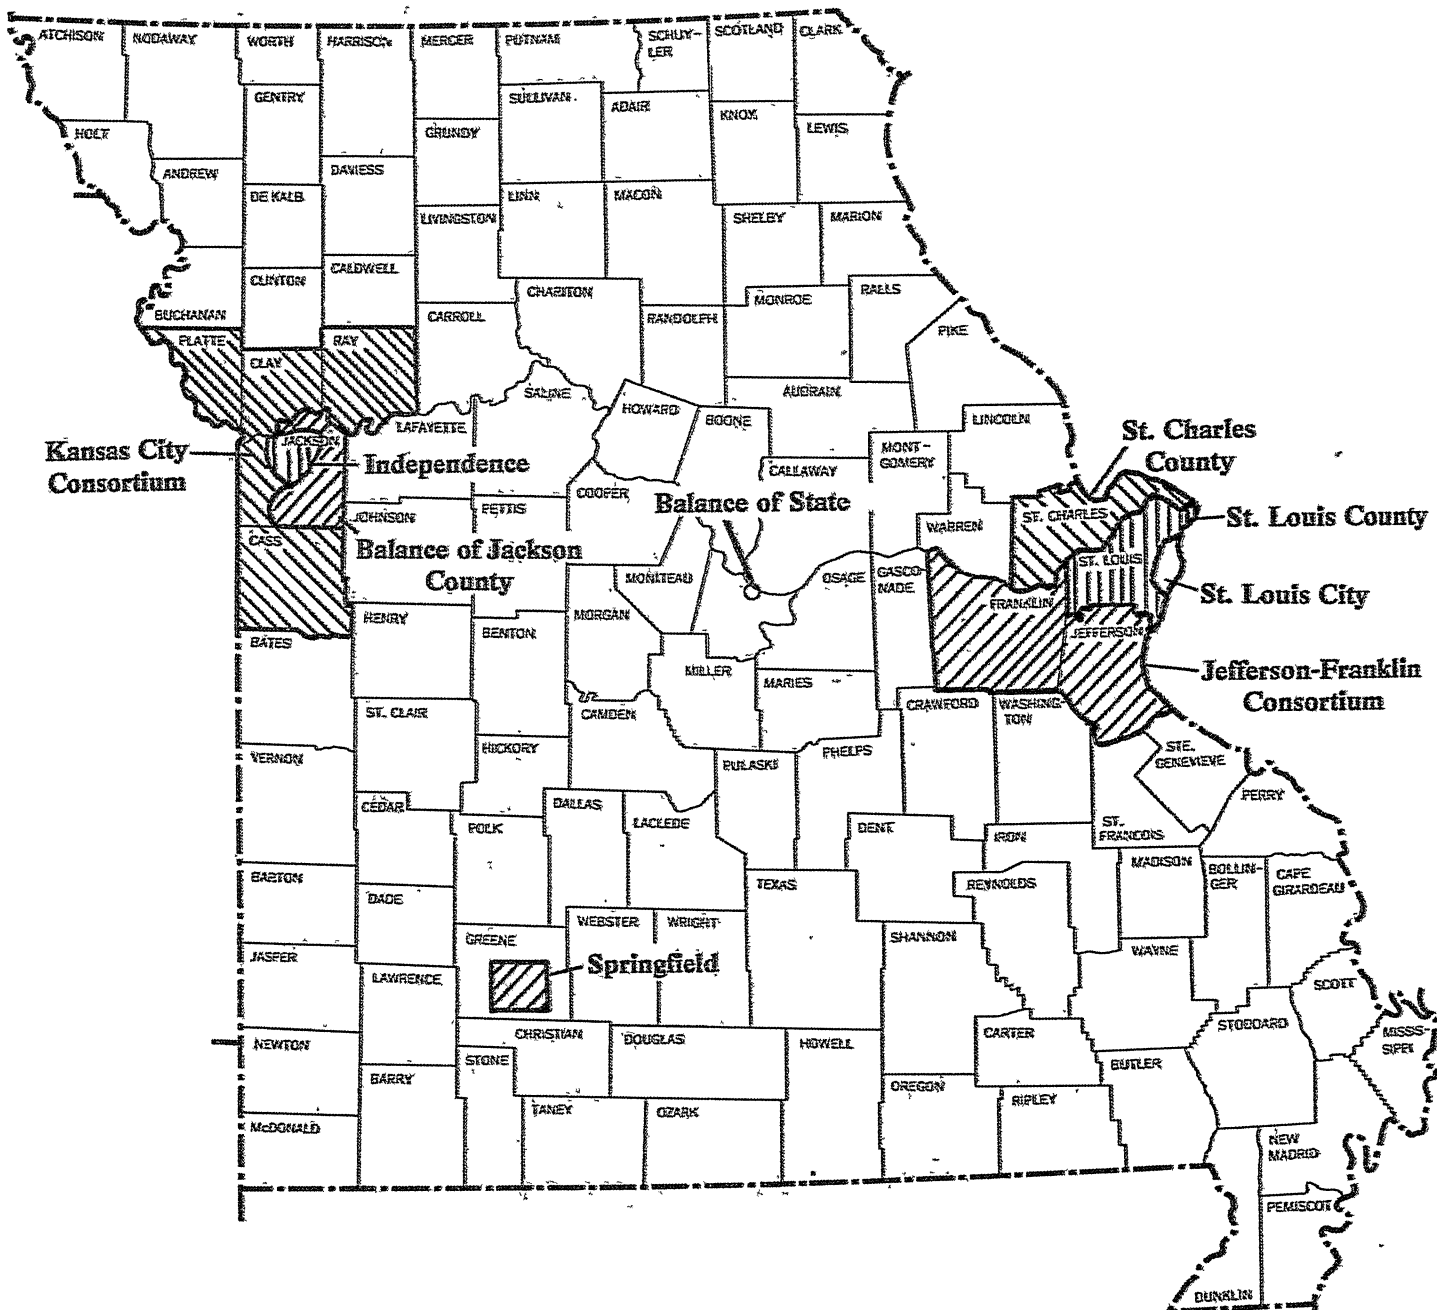 ATCHISON
NODAWAY
WORTH
HARRISON
MERCER
PUTNAM
SCHUY-
LER
SCOTLAND
CLARK
GENTRY
SULLIVAN
ADAIR
KNOX
LEWIS
HOLT
GRUNDY
ANDREW
DAVIESS
DE KALB
LINN
MACON
LIVINGSTON
SHELBY
MARION
CALDWELL
CLINTON
CHARITON
MONROE
RALLS
BUCHANAN
CARROLL
RANDOLPH
PIKE
PLATTE
CLAY
RAY
SALINE
AUDRAIN
HOWARD
BOONE
LINCOLN
LAFAYETTE
JACKSON
St. Charles
County
Kansas City
Consortium
Independence
MONT-
GOMERY
CALLAWAY
COOPER
Balance of State
PETTIS
JOHNSON
WARREN
ST. CHARLES
St. Louis County
CASS
Balance of Jackson
County
MONITEAU
OSAGE
GASCO-
NADE
ST. LOUIS
St. Louis City
FRANKLIN
HENRY
MORGAN
BENTON
JEFFERSON
BATES
MILLER
MARIES
Jefferson-Franklin
Consortium
ST. CLAIR
CAMDEN
CRAWFORD
WASHING-
TON
HICKORY
PHELPS
STE.
GENEVIEVE
VERNON
PULASKI
PERRY
CEDAR
DALLAS
LACLEDE
POLK
DENT
IRON
ST.
FRANCOIS
MADISON
BARTON
TEXAS
REYNOLDS
BOLLIN-
GER
CAPE
GIRARDEAU
DADE
WEBSTER
WRIGHT
GREENE
SHANNON
WAYNE
JASPER
Springfield
LAWRENCE
SCOTT
STODDARD
CHRISTIAN
DOUGLAS
CARTER
MISSIS-
SIPPI
NEWTON
HOWELL
STONE
BUTLER
BARRY
OREGON
RIPLEY
TANEY
OZARK
McDONALD
NEW
MADRID
PEMISCOT
DUNKLIN